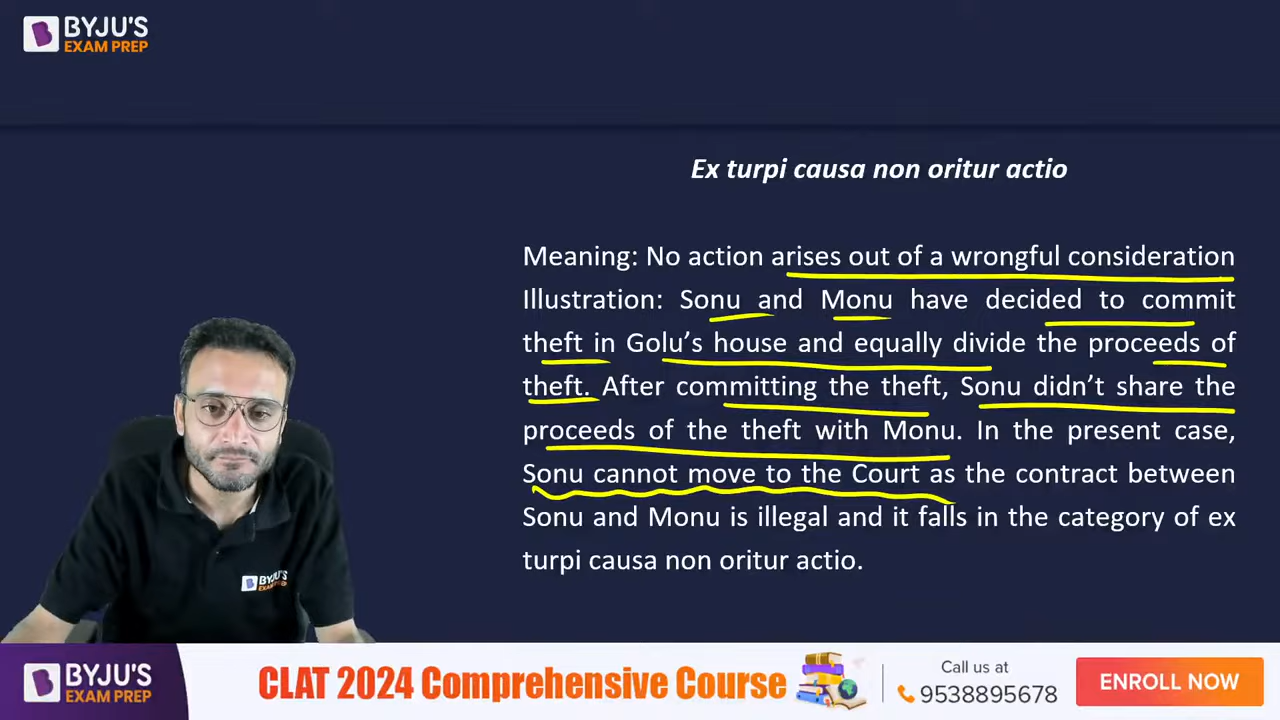 BYJU'S
EXAM PREP
Ex turpi causa non oritur actio
Meaning: No action arises out of a wrongful consideration
Illustration: Sonu and Monu have decided to commit
theft in Golu's house and equally divide the proceeds of
theft. After committing the theft, Sonu didn't share the
proceeds of the theft with Monu. In the present case,
Sonu cannot move to the Court as the contract between
Sonu and Monu is illegal and it falls in the category of ex
turpi causa non oritur actio.
BYJU'S
EXAM PREP
BYJU'S
EXAM PREP
CLAT 2024 Comprehensive Course
Call us at
9538895678
ENROLL NOW